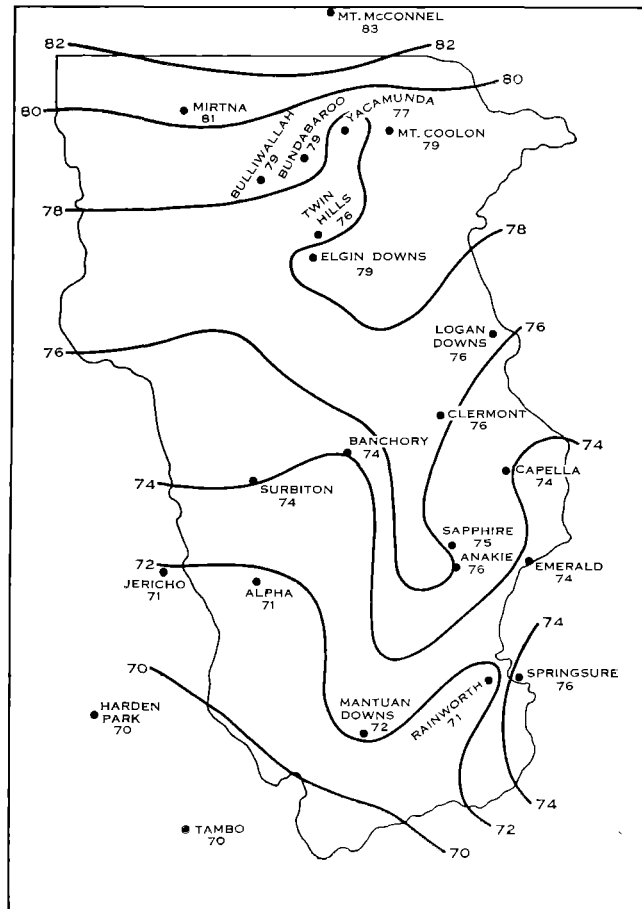 MT. McCONNEL
83
82
82
80
80
MIRTNA
81
YACAMUNDA
77
BUNDABAROO
79
BULLIWALLAH
79
MT. COOLON
79
78
TWIN
HILLS
76
78
ELGIN DOWNS
79
LOGAN
DOWNS
76
76
76
CLERMONT
76
BANCHORY
74
74
CAPELLA
74
74
SURBITON
74
SAPPHIRE
75
ANAKIE
76
EMERALD
74
72
JERICHO
71
ALPHA
71
74
70
SPRINGSURE
76
RAINWORTH
71
HARDEN
PARK
70
MANTUAN
DOWNS
72
74
72
TAMBO
70
70